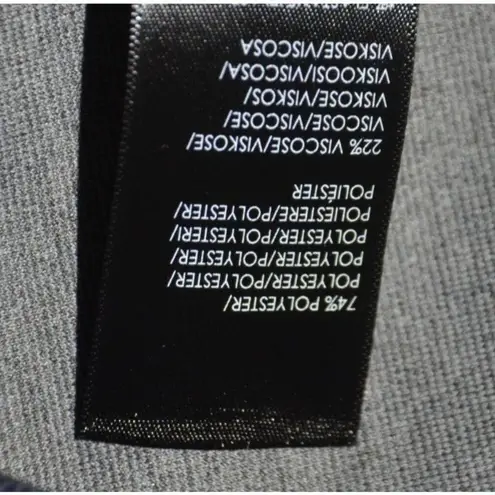 74% POLYESTER/
POLYESTER/POLYESTER/
POLYESTER/POLYESTER/
POLYESTER/POLYESTERI/
POLIESTERE/POLYESTER/
POLIÉSTER
22% VISCOSE/VISKOSE/
VISCOSE/VISCOSE/
VISKOSE/VISKOS/
VISKOOSI/VISCOSA/
VISKOSE/VISCOSA